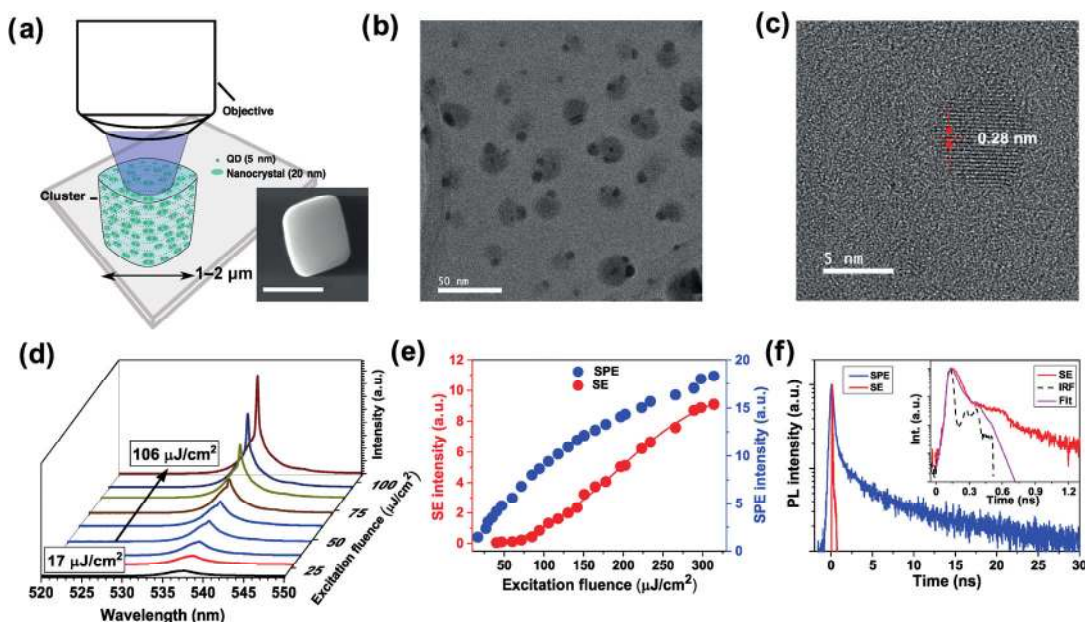 (a)
Objective
QD (5 nm)
Nanocrystal (20 nm)
Cluster
1–2 μm
(b)
50 nm
(c)
0.28 nm
5 nm
(d)
106 μJ/cm²
17 μJ/cm²
Intensity (a.u.)
100
75
50
25
Excitation fluence (μJ/cm²)
520 525 530 535 540 545 550
Wavelength (nm)
(e)
12
10
8
6
4
2
0
SE intensity (a.u.)
SPE
SE
20
15
10
5
0
SPE intensity (a.u.)
50 100 150 200 250 300
Excitation fluence (μJ/cm²)
(f)
PL intensity (a.u.)
SPE
SE
Int. (a.u.)
SE
IRF
Fit
0 0.3 0.6 0.9 1.2
Time (ns)
0 5 10 15 20 25 30
Time (ns)